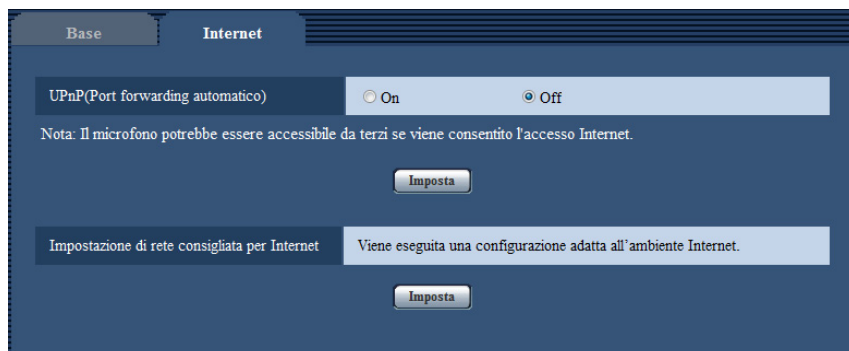 Base
Internet
UPnP(Port forwarding automatico)
On
Off
Nota: Il microfono potrebbe essere accessibile da terzi se viene consentito l'accesso Internet.
Imposta
Impostazione di rete consigliata per Internet
Viene eseguita una configurazione adatta all'ambiente Internet.
Imposta